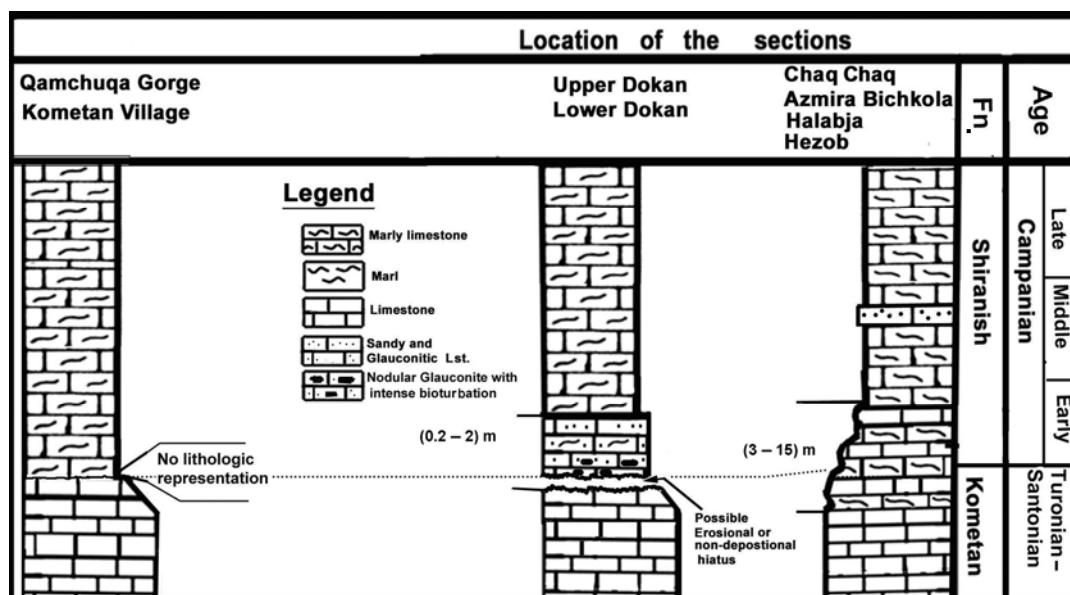 Location of the sections
Qamchuqa Gorge
Kometan Village
Upper Dokan
Lower Dokan
Chaq Chaq
Azmira Bichkola
Halabja
Hezob
Fn.
Age
Legend
Marly limestone
Marl
Limestone
Sandy and
Glauconitic Lst.
Nodular Glauconite with
intense bioturbation
(0.2 – 2) m
(3 – 15) m
No lithologic
representation
Possible
Erosional or
non-depostional
hiatus
Shiranish
Kometan
Campanian
Late
Middle
Early
Turonian –
Santonian